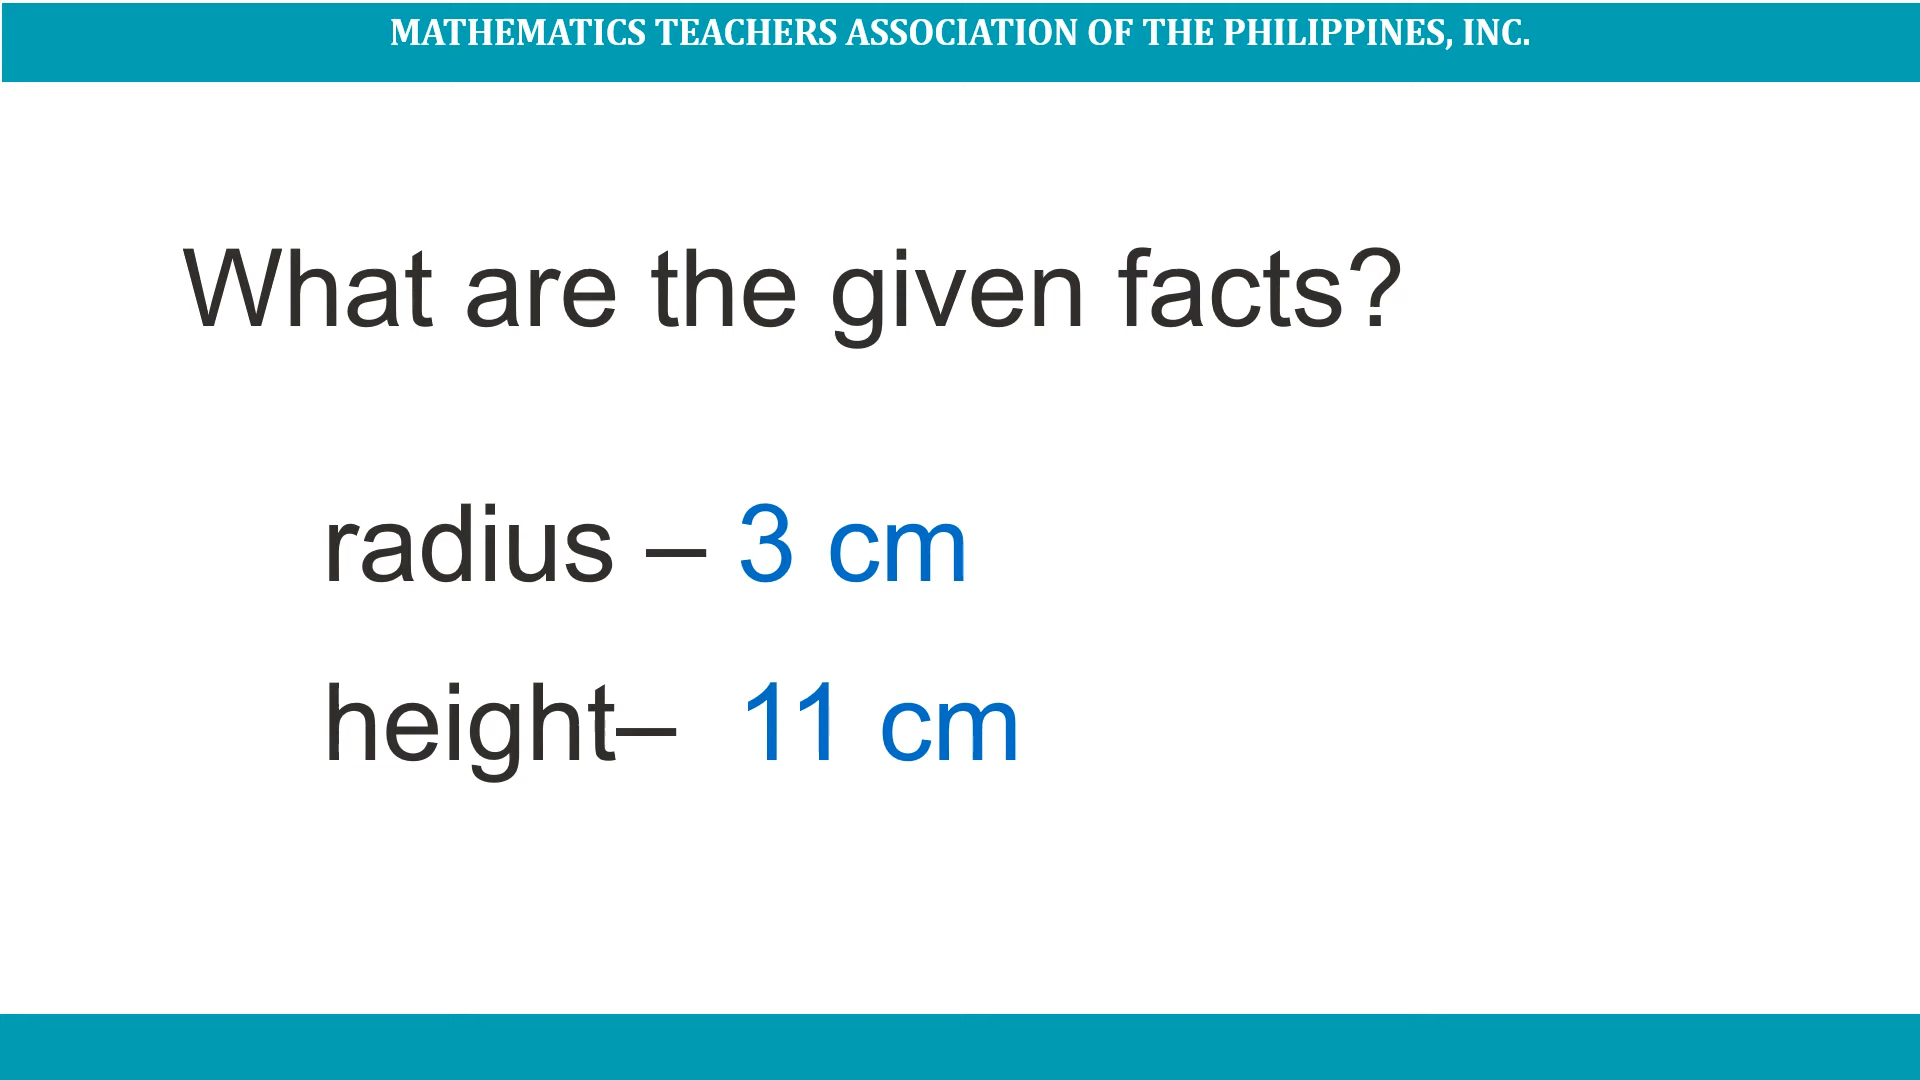 MATHEMATICS TEACHERS ASSOCIATION OF THE PHILIPPINES, INC.
What are the given facts?
radius – 3 cm
height–  11 cm